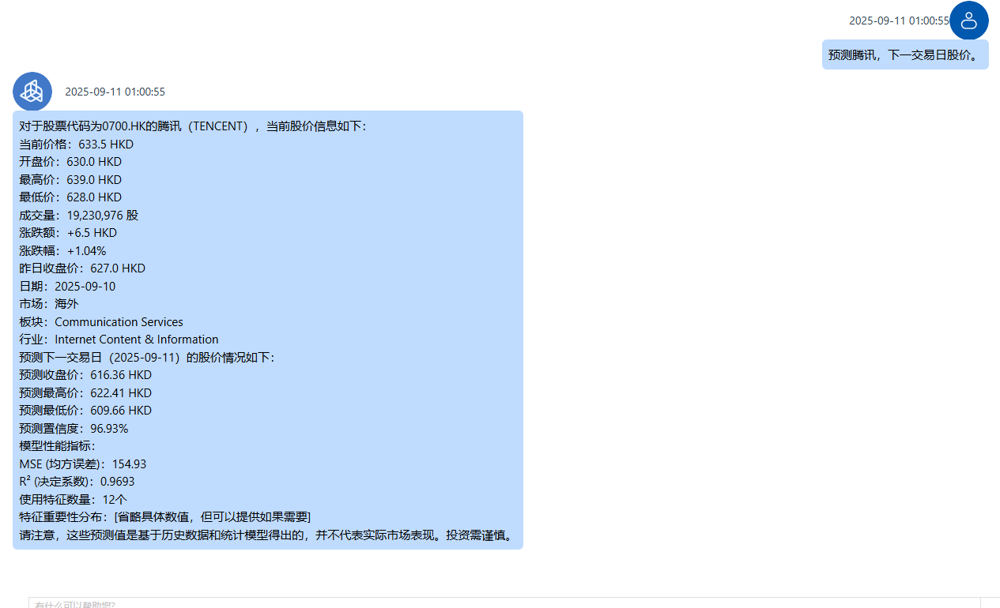 2025-09-11 01:00:55
预测腾讯，下一交易日股价。
2025-09-11 01:00:55
对于股票代码为0700.HK的腾讯（TENCENT），当前股价信息如下：
当前价格：633.5 HKD
开盘价：630.0 HKD
最高价：639.0 HKD
最低价：628.0 HKD
成交量：19,230,976 股
涨跌额：+6.5 HKD
涨跌幅：+1.04%
昨日收盘价：627.0 HKD
日期：2025-09-10
市场：海外
板块：Communication Services
行业：Internet Content & Information
预测下一交易日（2025-09-11）的股价情况如下：
预测收盘价：616.36 HKD
预测最高价：622.41 HKD
预测最低价：609.66 HKD
预测置信度：96.93%
模型性能指标：
MSE (均方误差)：154.93
R² (决定系数)：0.9693
使用特征数量：12个
特征重要性分布：[省略具体数值，但可以提供如果需要]
请注意，这些预测值是基于历史数据和统计模型得出的，并不代表实际市场表现。投资需谨慎。
有什么可以帮助您?